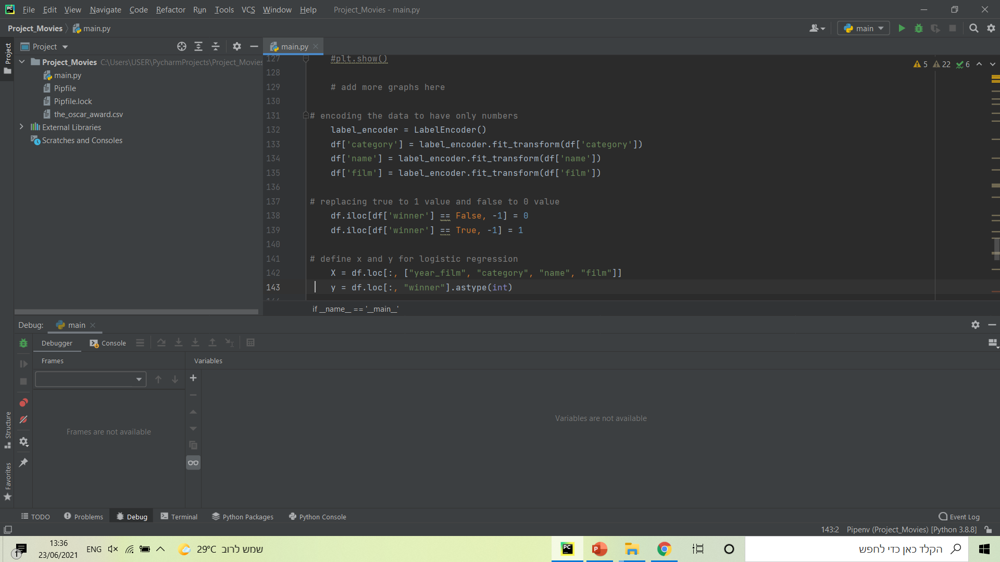 File Edit View Navigate Code Refactor Run Tools VCS Window Help Project_Movies - main.py
Project_Movies main.py
main
Project
main.py
Project
Project_Movies C:\Users\USER\PycharmProjects\Project_Movies
main.py
Pipfile
Pipfile.lock
the_oscar_award.csv
External Libraries
Scratches and Consoles
5 22 6
127 #plt.show()
128
129 # add more graphs here
130
131 # encoding the data to have only numbers
132 label_encoder = LabelEncoder()
133 df['category'] = label_encoder.fit_transform(df['category'])
134 df['name'] = label_encoder.fit_transform(df['name'])
135 df['film'] = label_encoder.fit_transform(df['film'])
136
137 # replacing true to 1 value and false to 0 value
138 df.iloc[df['winner'] == False, -1] = 0
139 df.iloc[df['winner'] == True, -1] = 1
140
141 # define x and y for logistic regression
142 X = df.loc[:, ["year_film", "category", "name", "film"]]
143 y = df.loc[:, "winner"].astype(int)
if __name__ == '__main__'
Debug: main
Debugger Console
Frames Variables
Frames are not available
Variables are not available
Structure
Favorites
TODO Problems Debug Terminal Python Packages Python Console Event Log
143:2 Pipenv (Project_Movies) [Python 3.8.8]
1
13:36
23/06/2021
ENG
29°C שמש לרוב
PC
P
הקלד כאן כדי לחפש